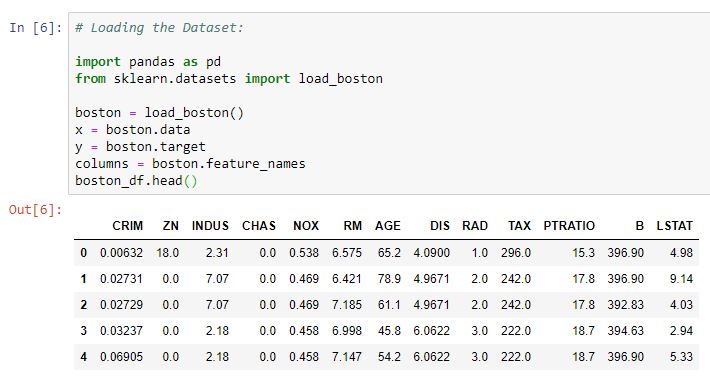 In [6]: # Loading the Dataset:
import pandas as pd
from sklearn.datasets import load_boston
boston = load_boston()
x = boston.data
y = boston.target
columns = boston.feature_names
boston_df.head()
Out[6]:
CRIM ZN INDUS CHAS NOX RM AGE DIS RAD TAX PTRATIO B LSTAT
0 0.00632 18.0 2.31 0.0 0.538 6.575 65.2 4.0900 1.0 296.0 15.3 396.90 4.98
1 0.02731 0.0 7.07 0.0 0.469 6.421 78.9 4.9671 2.0 242.0 17.8 396.90 9.14
2 0.02729 0.0 7.07 0.0 0.469 7.185 61.1 4.9671 2.0 242.0 17.8 392.83 4.03
3 0.03237 0.0 2.18 0.0 0.458 6.998 45.8 6.0622 3.0 222.0 18.7 394.63 2.94
4 0.06905 0.0 2.18 0.0 0.458 7.147 54.2 6.0622 3.0 222.0 18.7 396.90 5.33